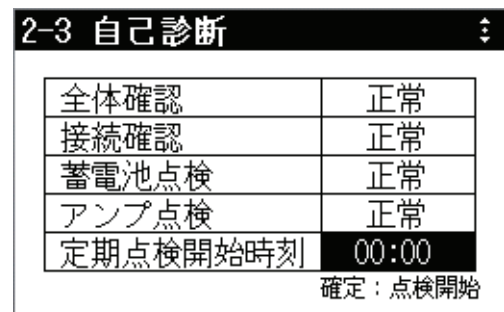 2-3 自己診断
全体確認 正常
接続確認 正常
蓄電池点検 正常
アンプ点検 正常
定期点検開始時刻 00:00
確定：点検開始